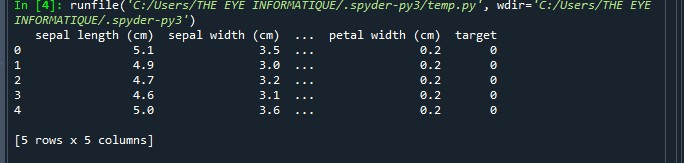 In [4]: runfile('C:/Users/THE EYE INFORMATIQUE/.spyder-py3/temp.py', wdir='C:/Users/THE EYE
INFORMATIQUE/.spyder-py3')
   sepal length (cm)  sepal width (cm)  ...  petal width (cm)  target
0                5.1               3.5  ...               0.2       0
1                4.9               3.0  ...               0.2       0
2                4.7               3.2  ...               0.2       0
3                4.6               3.1  ...               0.2       0
4                5.0               3.6  ...               0.2       0
[5 rows x 5 columns]